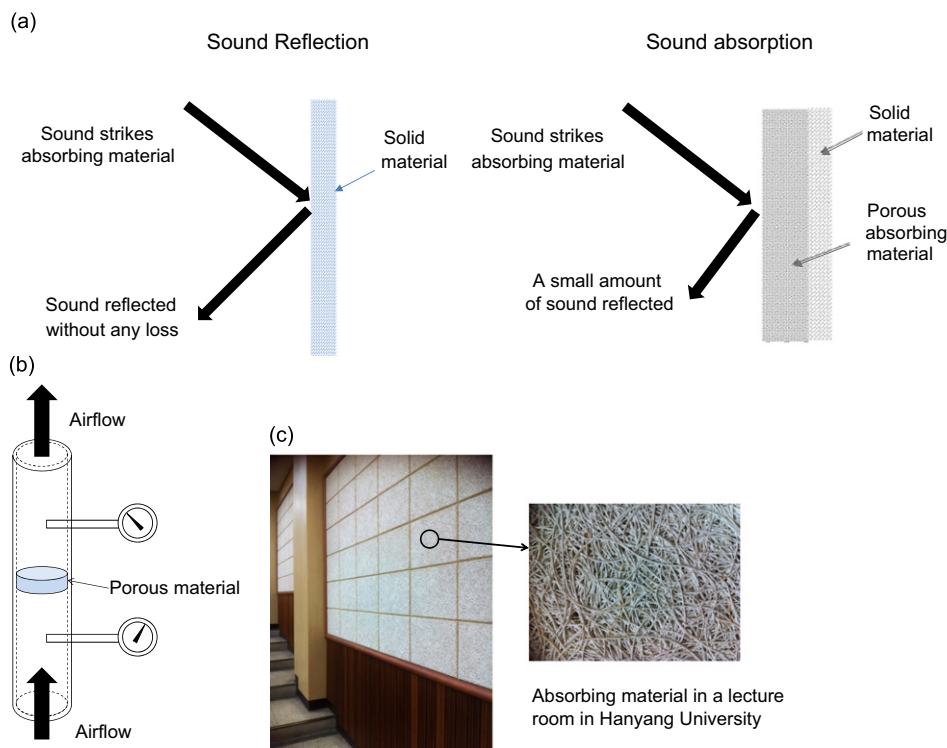 (a)
Sound Reflection
Sound strikes
absorbing material
Solid
material
Sound reflected
without any loss
Sound absorption
Sound strikes
absorbing material
Solid
material
Porous
absorbing
material
A small amount
of sound reflected
(b)
Airflow
Porous material
Airflow
(c)
Absorbing material in a lecture
room in Hanyang University